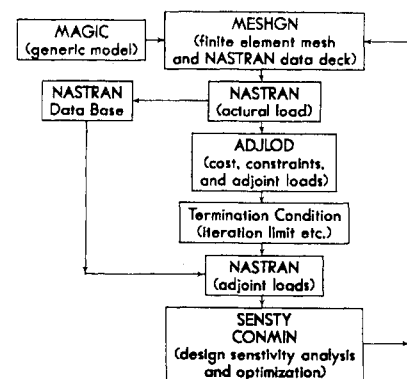 MAGIC
(generic model)
MESHGN
(finite element mesh
and NASTRAN data deck)
NASTRAN
Data Base
NASTRAN
(actural load)
ADJLOD
(cost, constraints,
and adjoint loads)
Termination Condition
(iteration limit etc.)
NASTRAN
(adjoint loads)
SENSTY
CONMIN
(design senstivity analysis
and optimization)